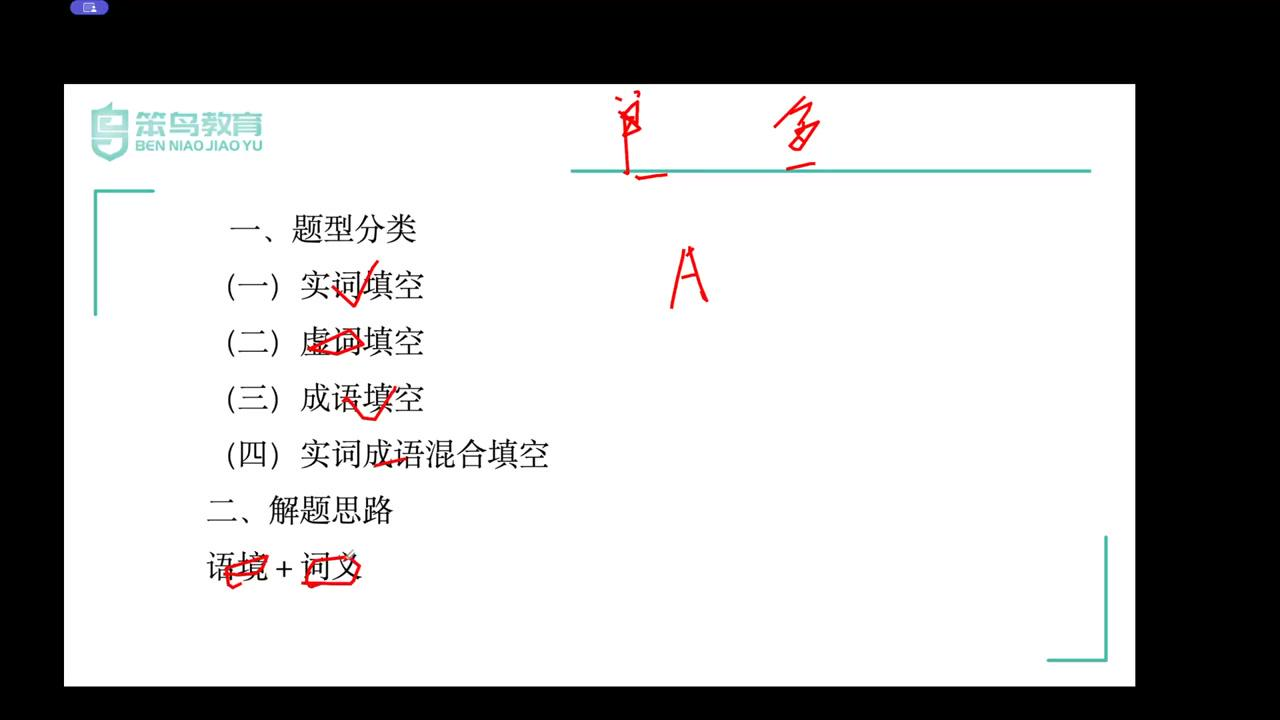 笨鸟教育
BEN NIAO JIAO YU
单 多
A
一、题型分类
（一）实词填空
（二）虚词填空
（三）成语填空
（四）实词成语混合填空
二、解题思路
语境 + 词义